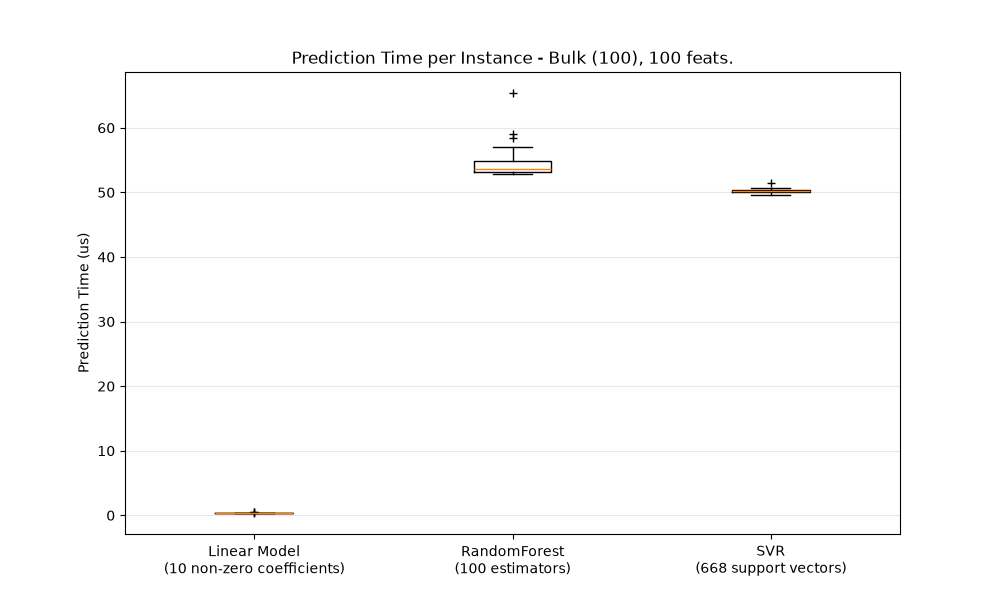 Prediction Time per Instance - Bulk (100), 100 feats.
Prediction Time (us)
60
50
40
30
20
10
0
Linear Model
(10 non-zero coefficients)
RandomForest
(100 estimators)
SVR
(668 support vectors)